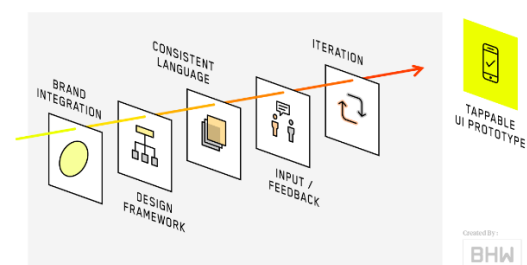 BRAND
INTEGRATION
DESIGN
FRAMEWORK
CONSISTENT
LANGUAGE
INPUT /
FEEDBACK
ITERATION
TAPPABLE
UI PROTOTYPE
Created By :
BHW